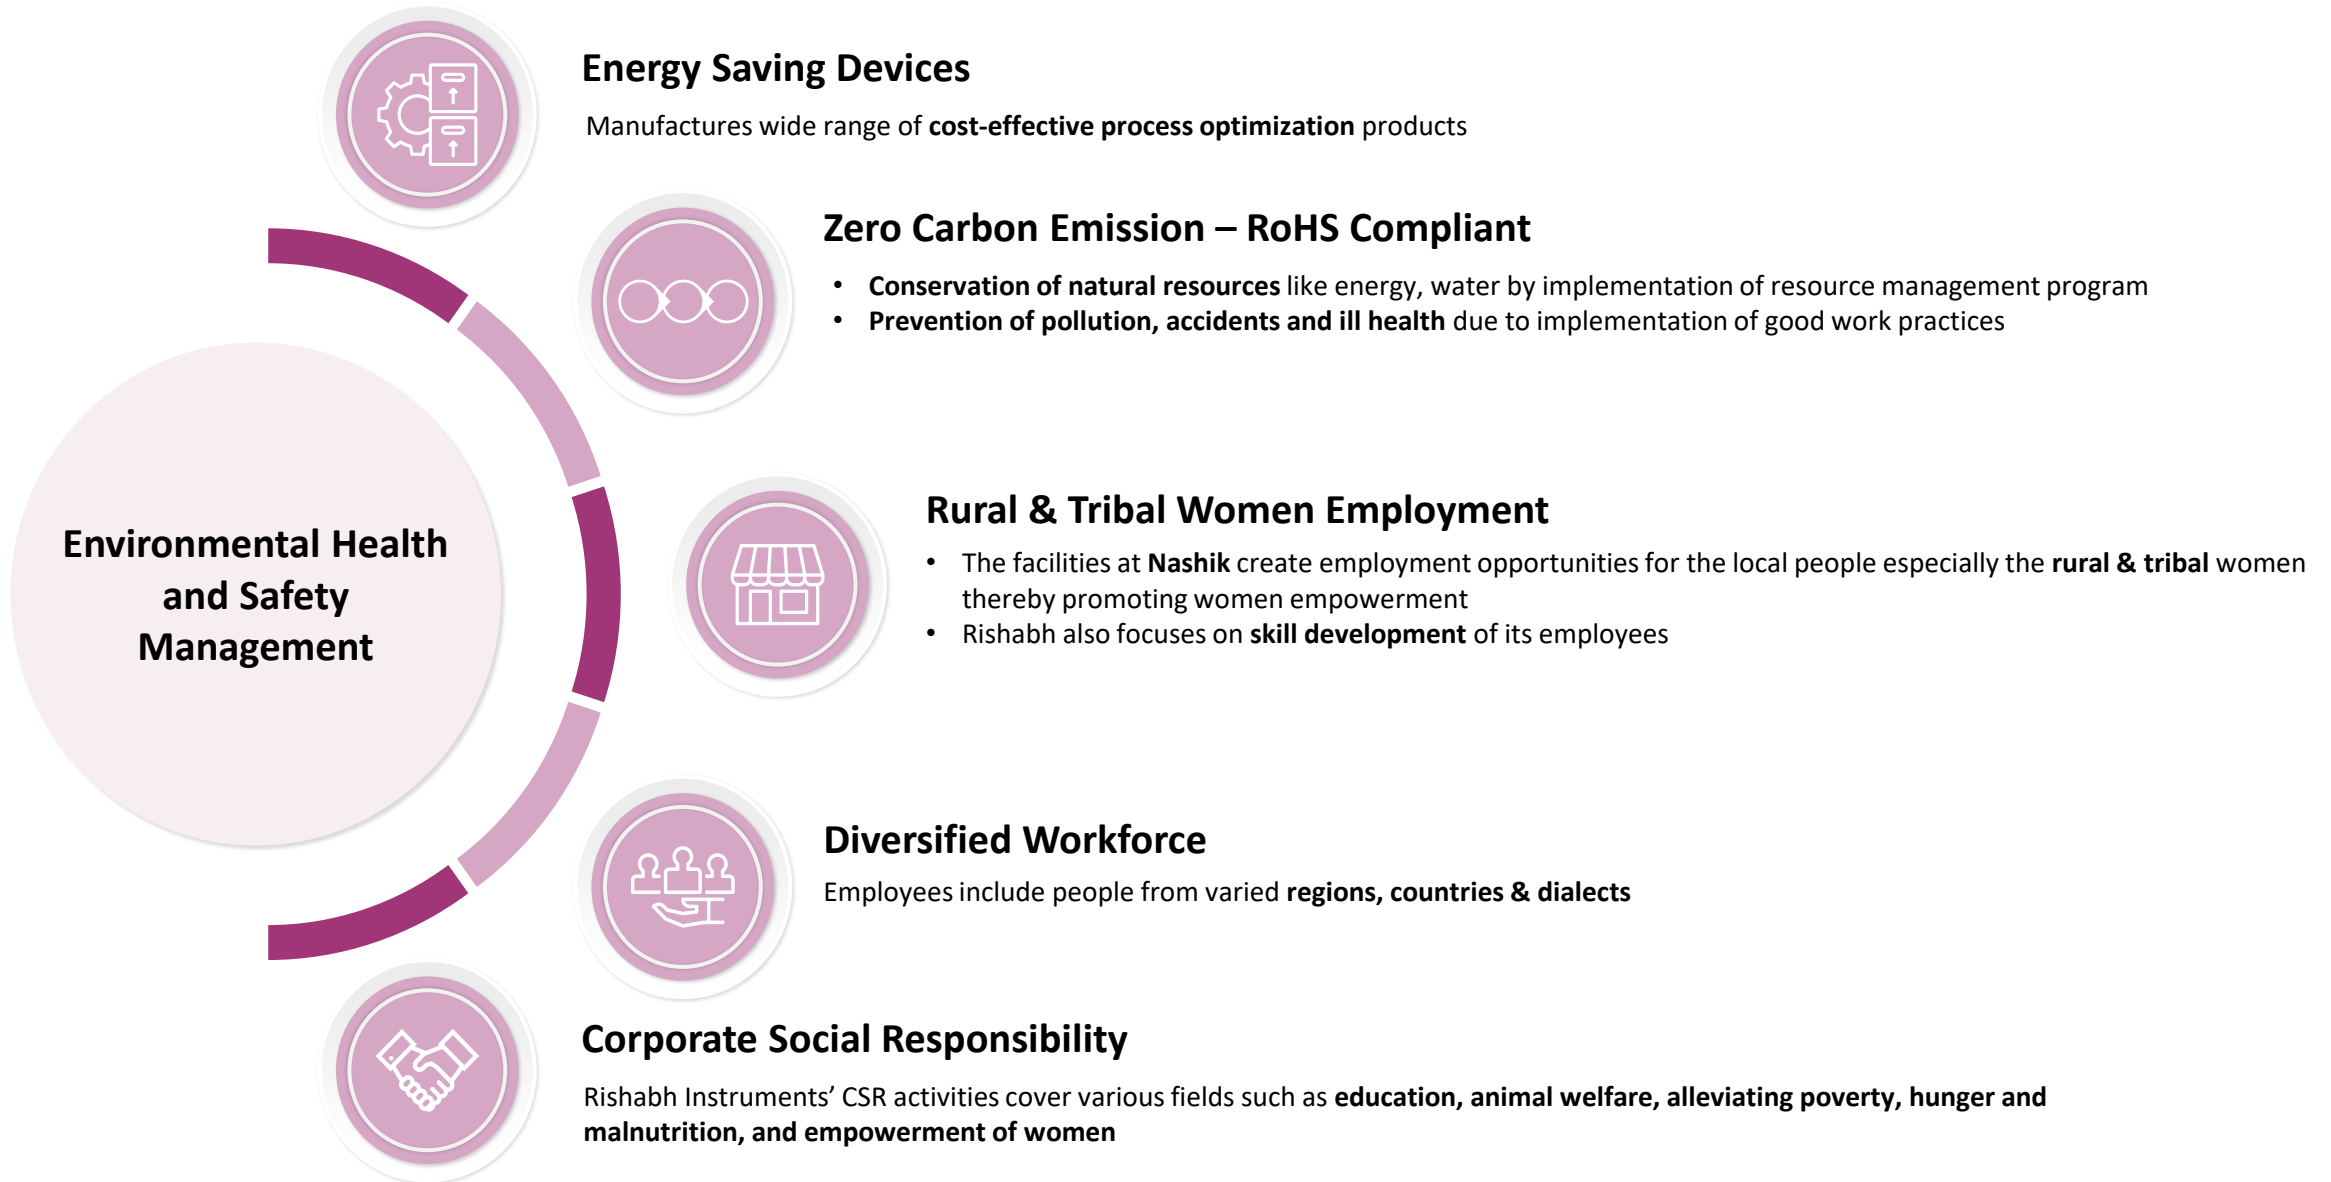 Energy Saving Devices
Manufactures wide range of cost-effective process optimization products
Zero Carbon Emission – RoHS Compliant
• Conservation of natural resources like energy, water by implementation of resource management program
• Prevention of pollution, accidents and ill health due to implementation of good work practices
Environmental Health
and Safety
Management
Rural & Tribal Women Employment
• The facilities at Nashik create employment opportunities for the local people especially the rural & tribal women
thereby promoting women empowerment
• Rishabh also focuses on skill development of its employees
Diversified Workforce
Employees include people from varied regions, countries & dialects
Corporate Social Responsibility
Rishabh Instruments’ CSR activities cover various fields such as education, animal welfare, alleviating poverty, hunger and
malnutrition, and empowerment of women